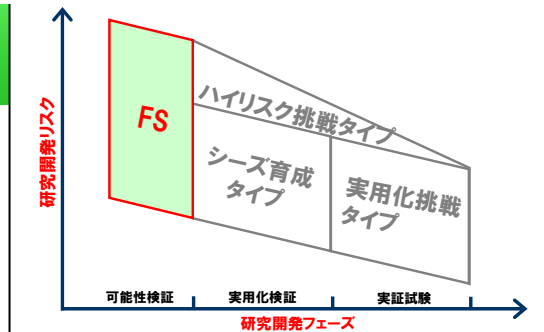 研究開発リスク
FS
ハイリスク挑戦タイプ
シーズ育成
タイプ
実用化挑戦
タイプ
可能性検証
実用化検証
実証試験
研究開発フェーズ